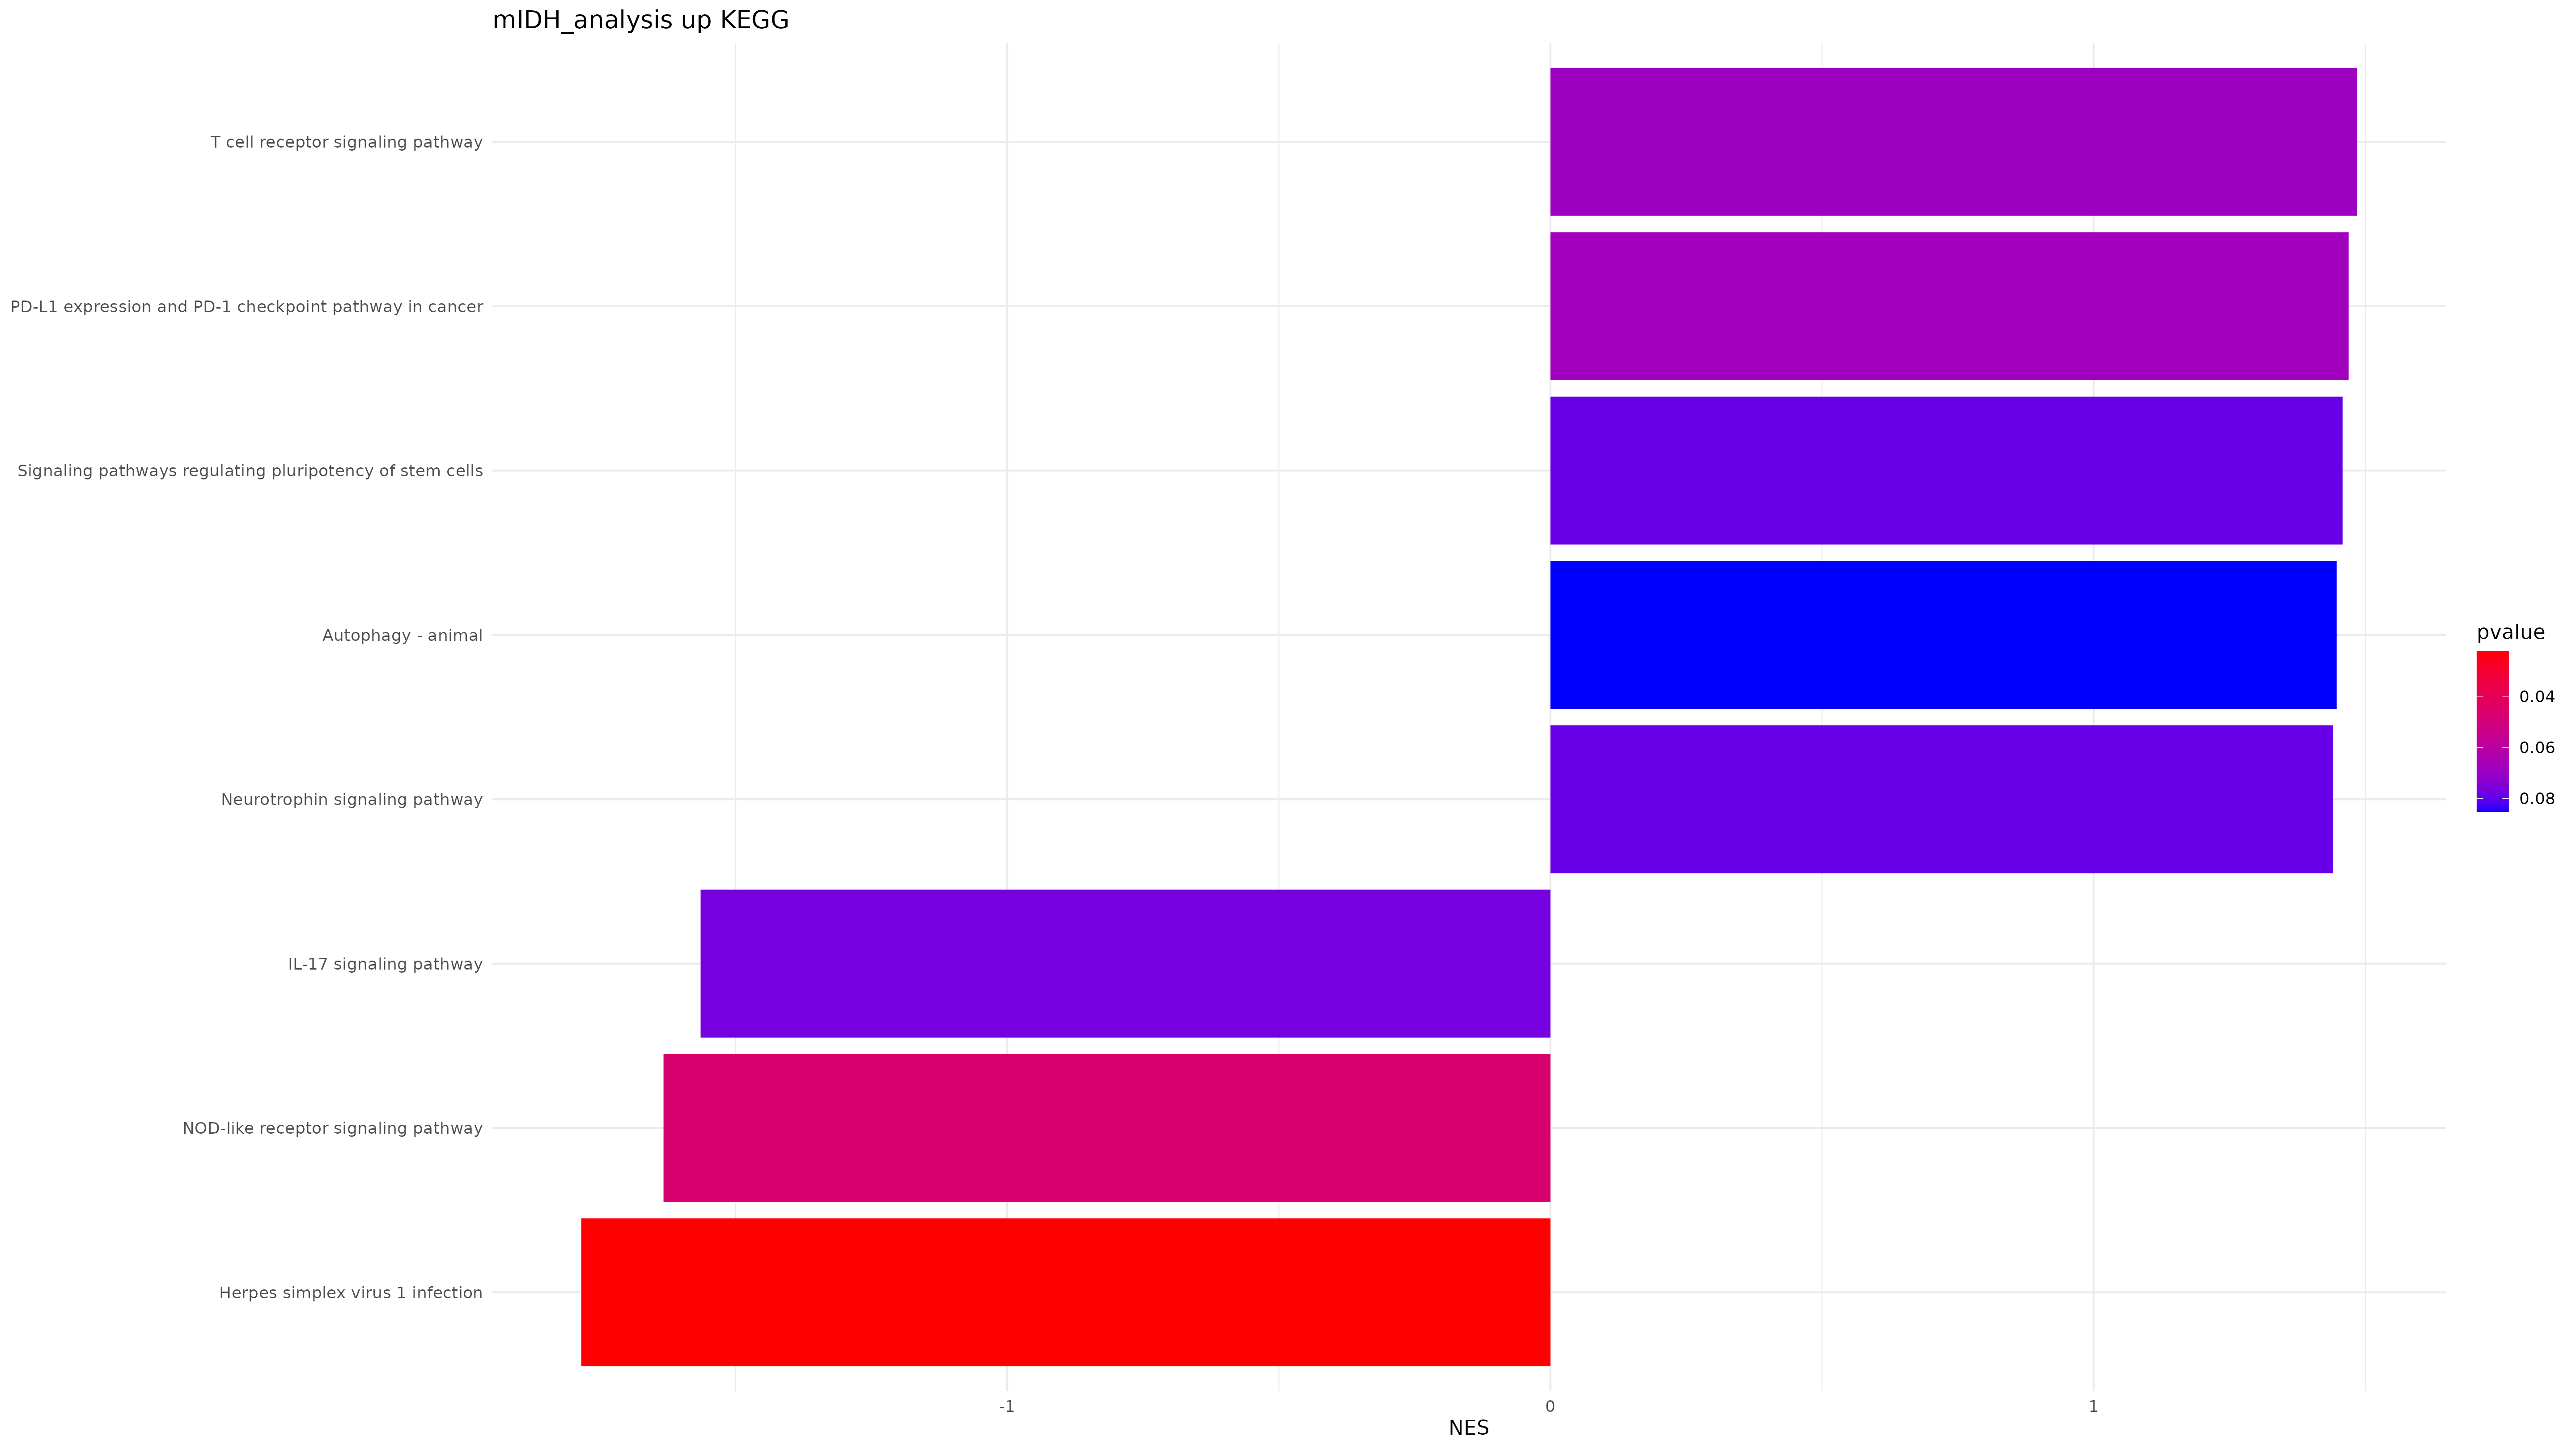 mIDH_analysis up KEGG
T cell receptor signaling pathway
PD-L1 expression and PD-1 checkpoint pathway in cancer
Signaling pathways regulating pluripotency of stem cells
Autophagy - animal
Neurotrophin signaling pathway
IL-17 signaling pathway
NOD-like receptor signaling pathway
Herpes simplex virus 1 infection
-1
0
1
NES
pvalue
0.04
0.06
0.08